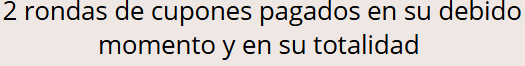 2 rondas de cupones pagados en su debido
momento y en su totalidad